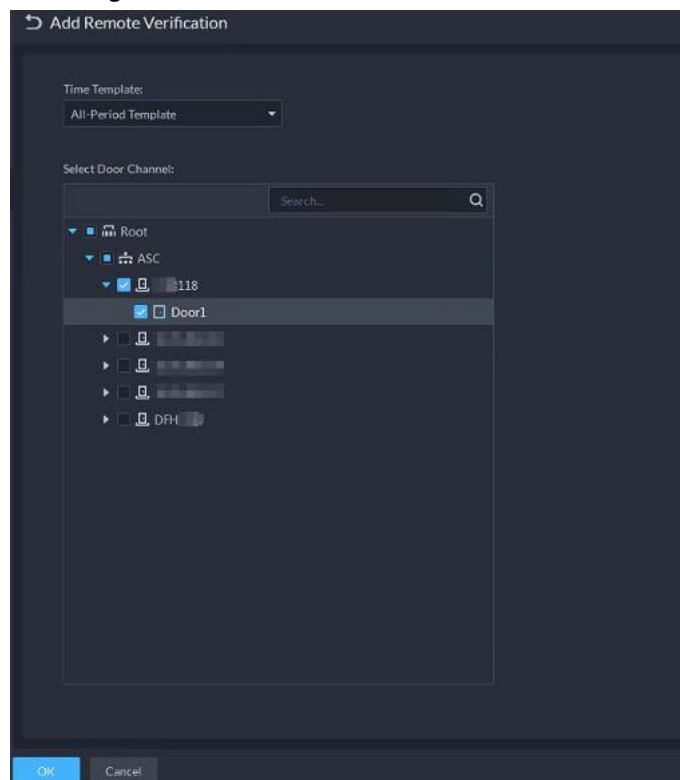 Add Remote Verification
Time Template:
All-Period Template
Select Door Channel:
Search...
Root
ASC
118
Door1
DFH
OK
Cancel